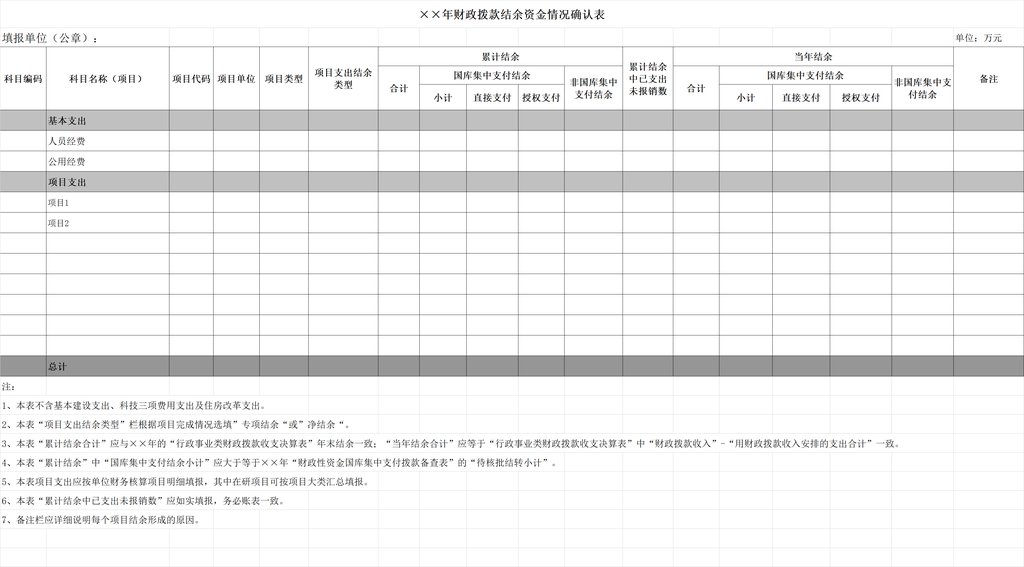 ××年财政拨款结余资金情况确认表
填报单位（公章）：
单位：万元
科目编码
科目名称（项目）
项目代码
项目单位
项目类型
项目支出结余
类型
累计结余
合计
国库集中支付结余
小计
直接支付
授权支付
非国库集中
支付结余
累计结余
中已支出
未报销数
当年结余
合计
国库集中支付结余
小计
直接支付
授权支付
非国库集中支
付结余
备注
基本支出
人员经费
公用经费
项目支出
项目1
项目2
总计
注：
1、本表不含基本建设支出、科技三项费用支出及住房改革支出。
2、本表“项目支出结余类型”栏根据项目完成情况选填”专项结余“或”净结余“。
3、本表“累计结余合计”应与××年的“行政事业类财政拨款收支决算表”年末结余一致；“当年结余合计”应等于“行政事业类财政拨款收支决算表”中“财政拨款收入”-“用财政拨款收入安排的支出合计”一致。
4、本表“累计结余”中“国库集中支付结余小计”应大于等于××年“财政性资金国库集中支付拨款备查表”的“待核批结转小计”。
5、本表项目支出应按单位财务核算项目明细填报，其中在研项目可按项目大类汇总填报。
6、本表“累计结余中已支出未报销数”应如实填报，务必账表一致。
7、备注栏应详细说明每个项目结余形成的原因。